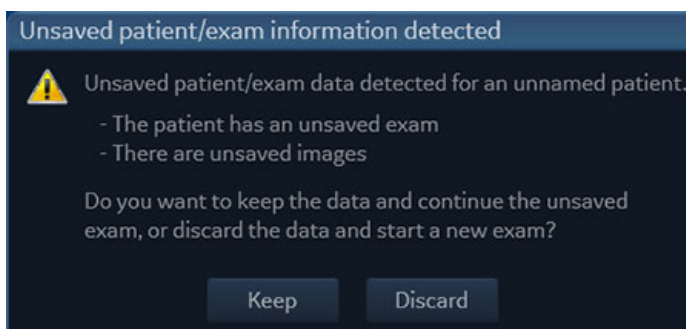 Unsaved patient/exam information detected
Unsaved patient/exam data detected for an unnamed patient.
- The patient has an unsaved exam
- There are unsaved images
Do you want to keep the data and continue the unsaved
exam, or discard the data and start a new exam?
Keep
Discard